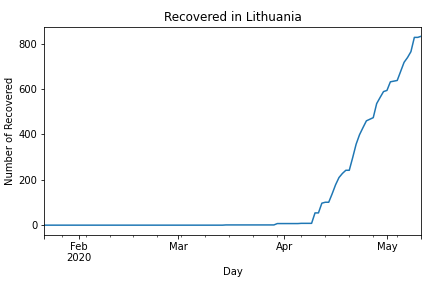 Recovered in Lithuania
Number of Recovered
800
600
400
200
0
Feb
2020
Mar
Apr
May
Day